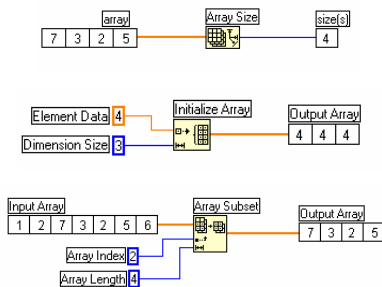 array Array Size size(s)
7 3 2 5 4
Initialize Array
Element Data 4 Output Array
Dimension Size 3 4 4 4
Input Array Array Subset Output Array
1 2 7 3 2 5 6 7 3 2 5
Array Index 2
Array Length 4